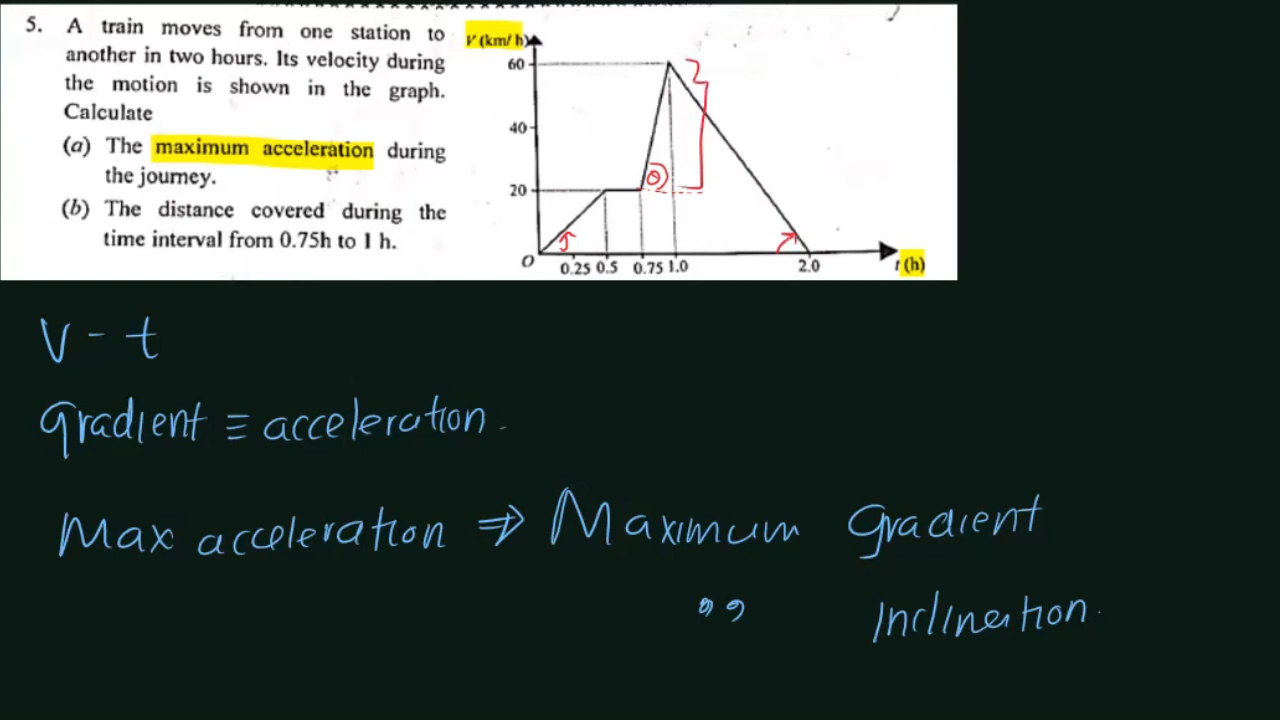 5. A train moves from one station to
another in two hours. Its velocity during
the motion is shown in the graph.
Calculate
(a) The maximum acceleration during
the journey.
(b) The distance covered during the
time interval from 0.75h to 1 h.
V (km/ h)
60
40
20
θ
O
0.25 0.5 0.75 1.0 2.0 t (h)
V - t
Gradient ≡ acceleration.
Max acceleration ⇒ Maximum Gradient
,, Inclination.